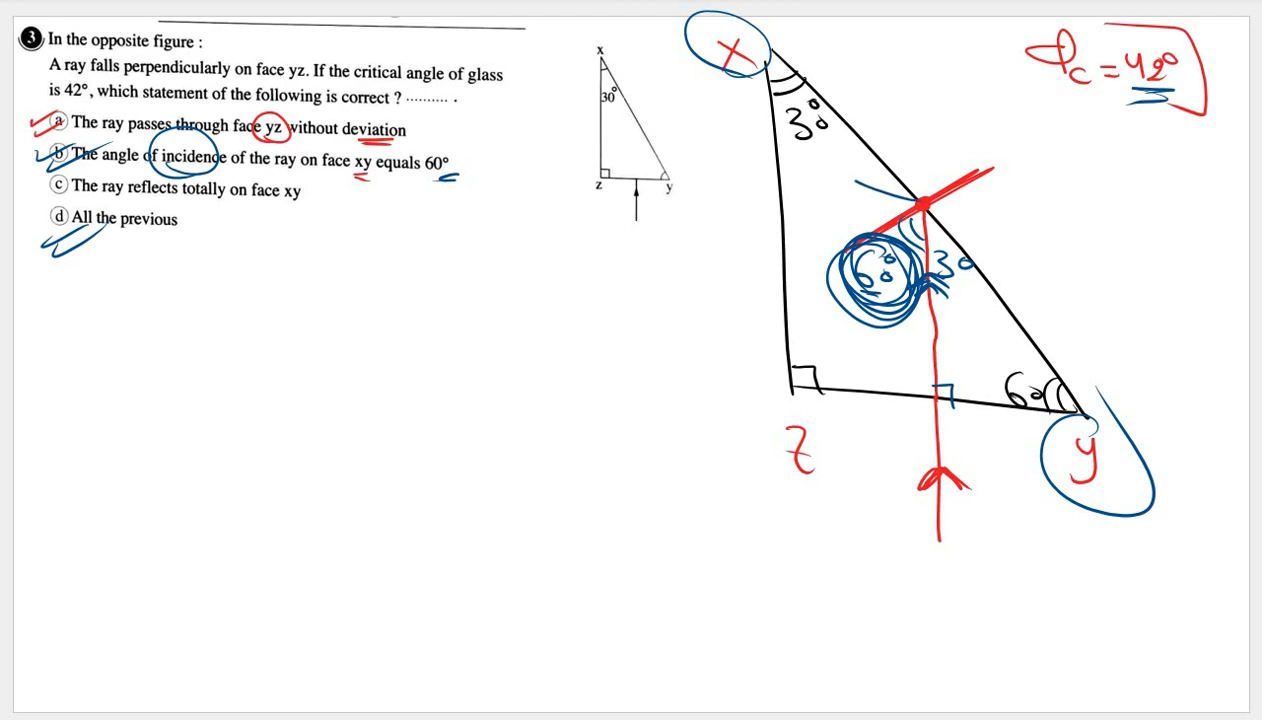 3 In the opposite figure :
A ray falls perpendicularly on face yz. If the critical angle of glass
is 42°, which statement of the following is correct ? .......... .
ⓐ The ray passes through face yz without deviation
ⓑ The angle of incidence of the ray on face xy equals 60°
ⓒ The ray reflects totally on face xy
ⓓ All the previous
x
30°
z
y
X
30°
ϕc = 42°
60°
30
60
Z
y